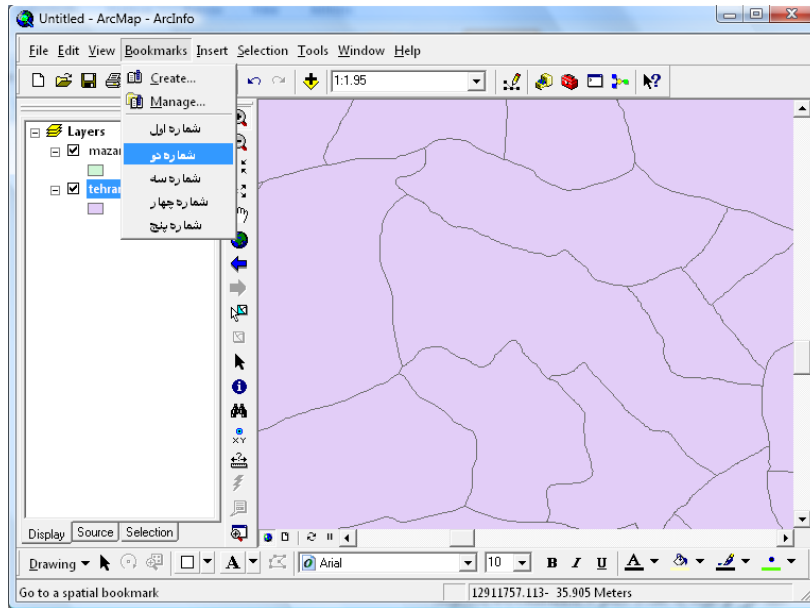 Untitled - ArcMap - ArcInfo
File Edit View Bookmarks Insert Selection Tools Window Help
1:1.95
Create...
Manage...
شماره اول
شماره دو
شماره سه
شماره چهار
شماره پنج
Layers
mazar
tehra
Display Source Selection
Drawing A Arial 10 B I U A
Go to a spatial bookmark
12911757.113- 35.905 Meters